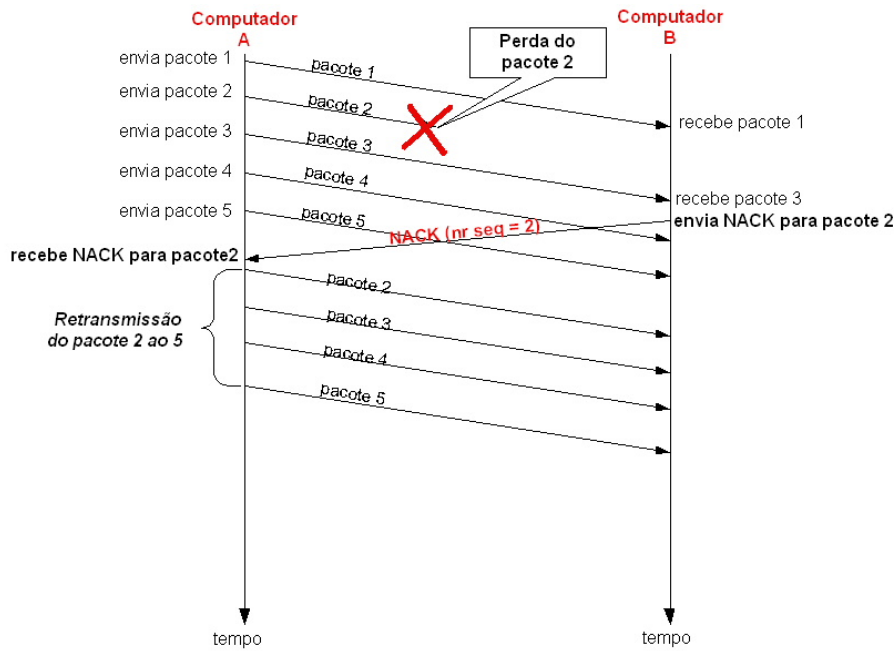 Computador
A
Computador
B
Perda do
pacote 2
envia pacote 1
pacote 1
envia pacote 2
pacote 2
recebe pacote 1
envia pacote 3
pacote 3
envia pacote 4
pacote 4
recebe pacote 3
envia pacote 5
pacote 5
envia NACK para pacote 2
NACK (nr seq = 2)
recebe NACK para pacote2
pacote 2
Retransmissão
do pacote 2 ao 5
pacote 3
pacote 4
pacote 5
tempo
tempo